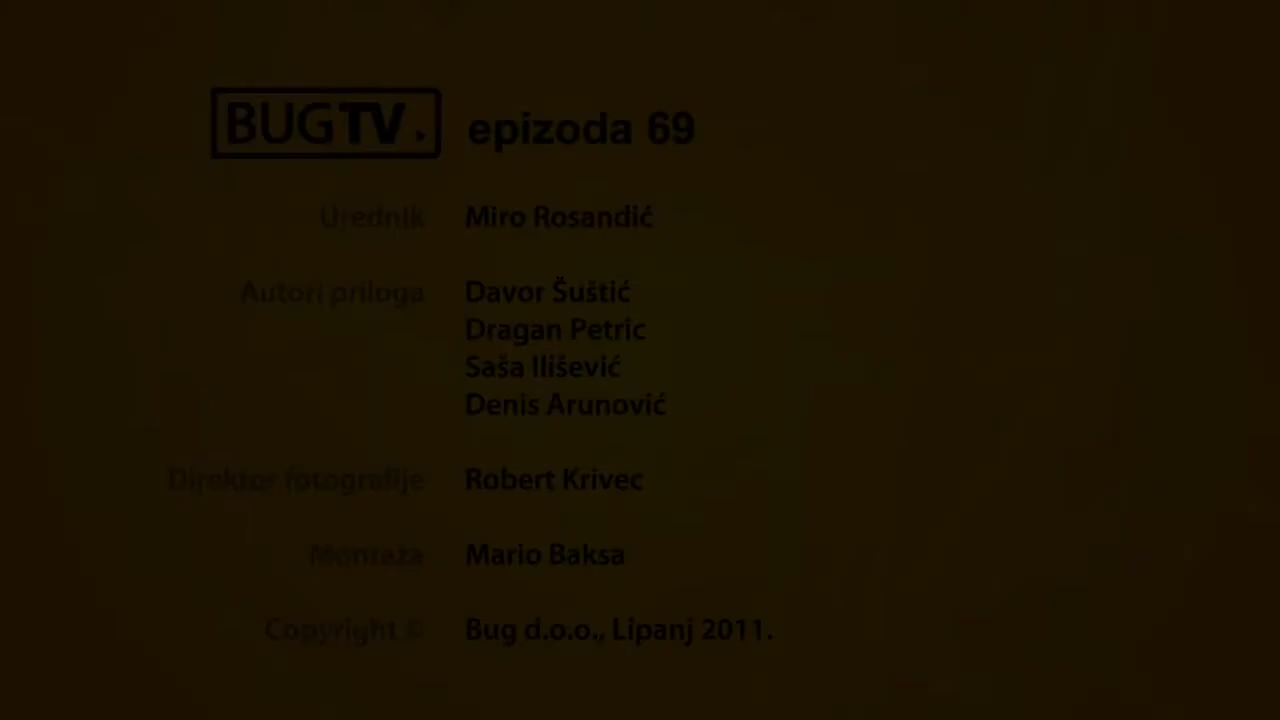 BUGTV epizoda 69
Urednik Miro Rosandić
Autori priloga Davor Šuštić
Dragan Petric
Saša Ilišević
Denis Arunović
Direktor fotografije Robert Krivec
Montaža Mario Baksa
Copyright © Bug d.o.o., Lipanj 2011.